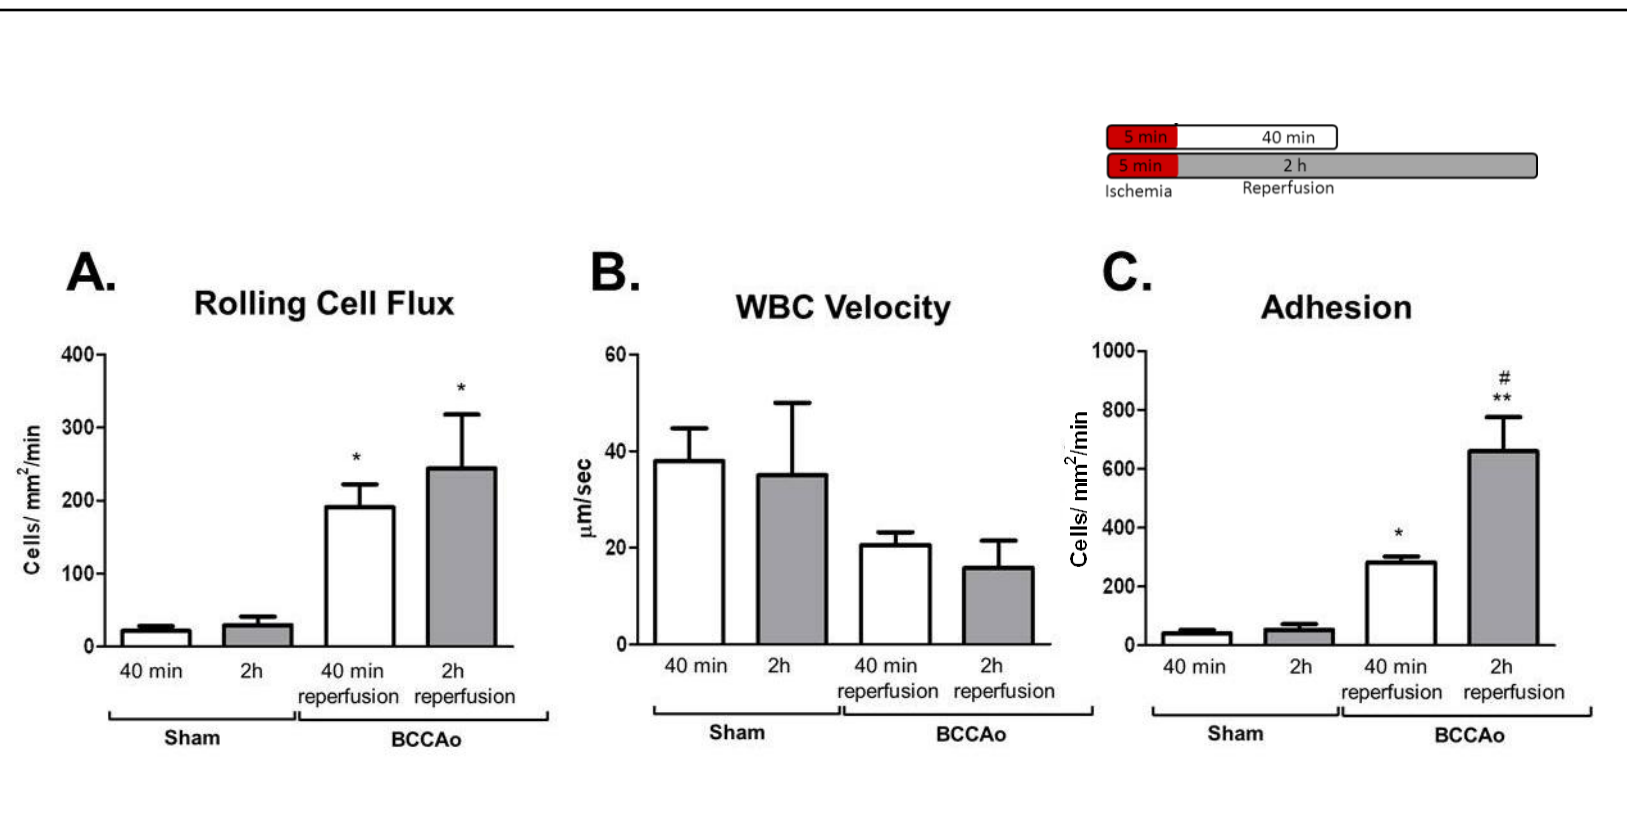 5 min 40 min
5 min 2 h
Ischemia Reperfusion
A.
Rolling Cell Flux
400
300
200
100
0
Cells/ mm²/min
*
*
40 min 2h 40 min reperfusion 2h reperfusion
Sham BCCAo
B.
WBC Velocity
60
40
20
0
µm/sec
40 min 2h 40 min reperfusion 2h reperfusion
Sham BCCAo
C.
Adhesion
1000
800
600
400
200
0
Cells/ mm²/min
*
#
**
40 min 2h 40 min reperfusion 2h reperfusion
Sham BCCAo